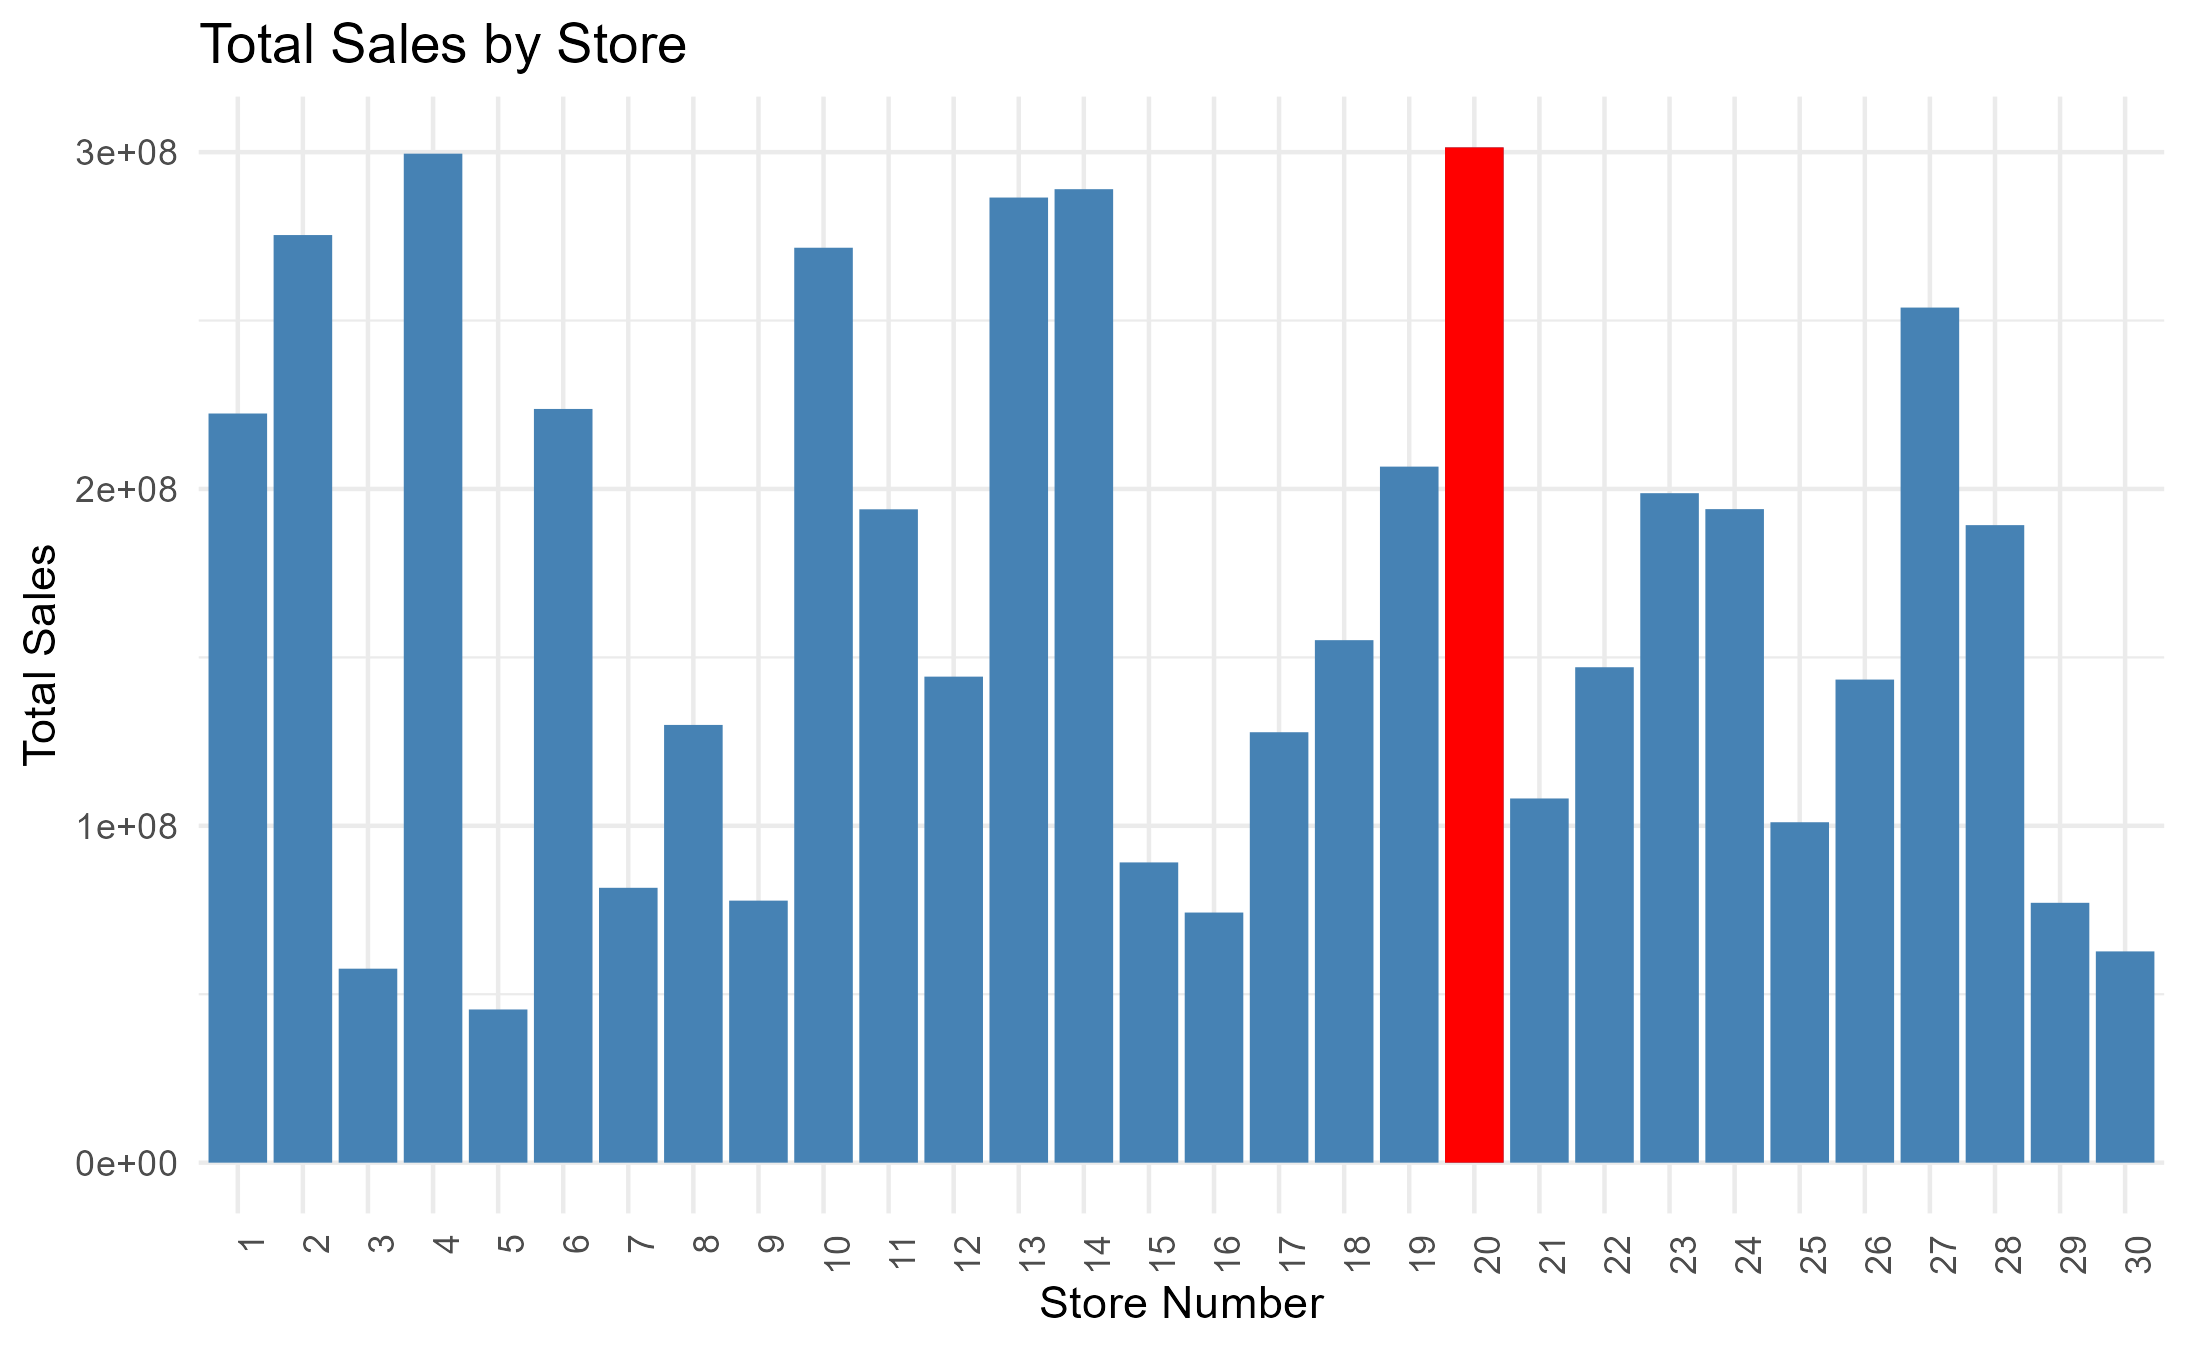 Total Sales by Store
3e+08
2e+08
1e+08
0e+00
Total Sales
1 2 3 4 5 6 7 8 9 10 11 12 13 14 15 16 17 18 19 20 21 22 23 24 25 26 27 28 29 30
Store Number